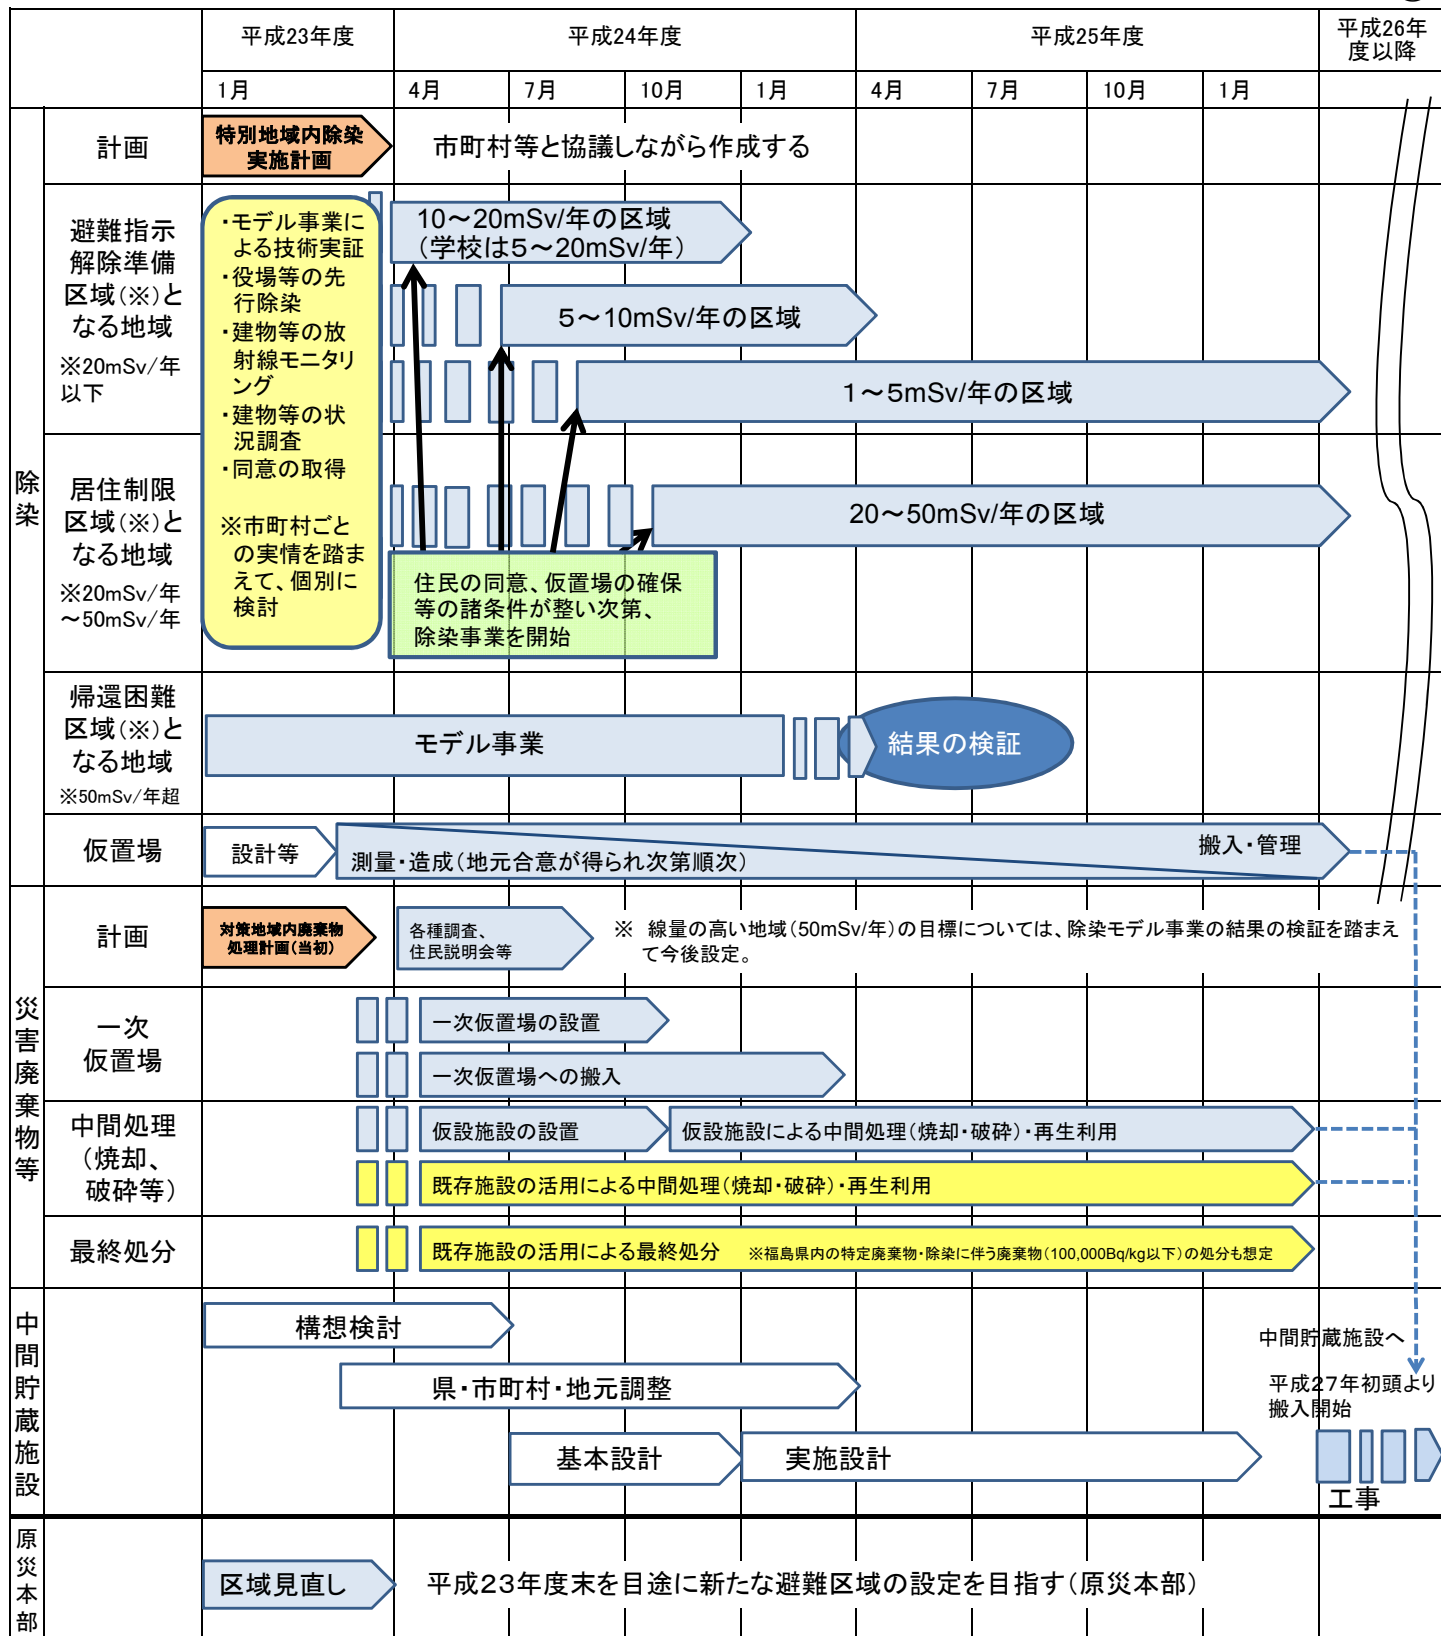 平成23年度
平成24年度
平成25年度
平成26年
度以降
1月
4月
7月
10月
1月
4月
7月
10月
1月
除染
計画
特別地域内除染
実施計画
市町村等と協議しながら作成する
避難指示
解除準備
区域(※)と
なる地域
※20mSv/年
以下
・モデル事業に
よる技術実証
・役場等の先
行除染
・建物等の放
射線モニタリ
ング
・建物等の状
況調査
・同意の取得
※市町村ごと
の実情を踏ま
えて、個別に
検討
10～20mSv/年の区域
(学校は5～20mSv/年)
5～10mSv/年の区域
1～5mSv/年の区域
居住制限
区域(※)と
なる地域
※20mSv/年
～50mSv/年
20～50mSv/年の区域
住民の同意、仮置場の確保
等の諸条件が整い次第、
除染事業を開始
帰還困難
区域(※)と
なる地域
※50mSv/年超
モデル事業
結果の検証
仮置場
設計等
測量・造成(地元合意が得られ次第順次)
搬入・管理
災害廃棄物等
計画
対策地域内廃棄物
処理計画(当初)
各種調査、
住民説明会等
※ 線量の高い地域(50mSv/年)の目標については、除染モデル事業の結果の検証を踏まえ
て今後設定。
一次
仮置場
一次仮置場の設置
一次仮置場への搬入
中間処理
(焼却、
破砕等)
仮設施設の設置
仮設施設による中間処理(焼却・破砕)・再生利用
既存施設の活用による中間処理(焼却・破砕)・再生利用
最終処分
既存施設の活用による最終処分 ※福島県内の特定廃棄物・除染に伴う廃棄物(100,000Bq/kg以下)の処分も想定
中間貯蔵施設
構想検討
県・市町村・地元調整
基本設計
実施設計
中間貯蔵施設へ
平成27年初頭より
搬入開始
工事
原災本部
区域見直し
平成23年度末を目途に新たな避難区域の設定を目指す(原災本部)